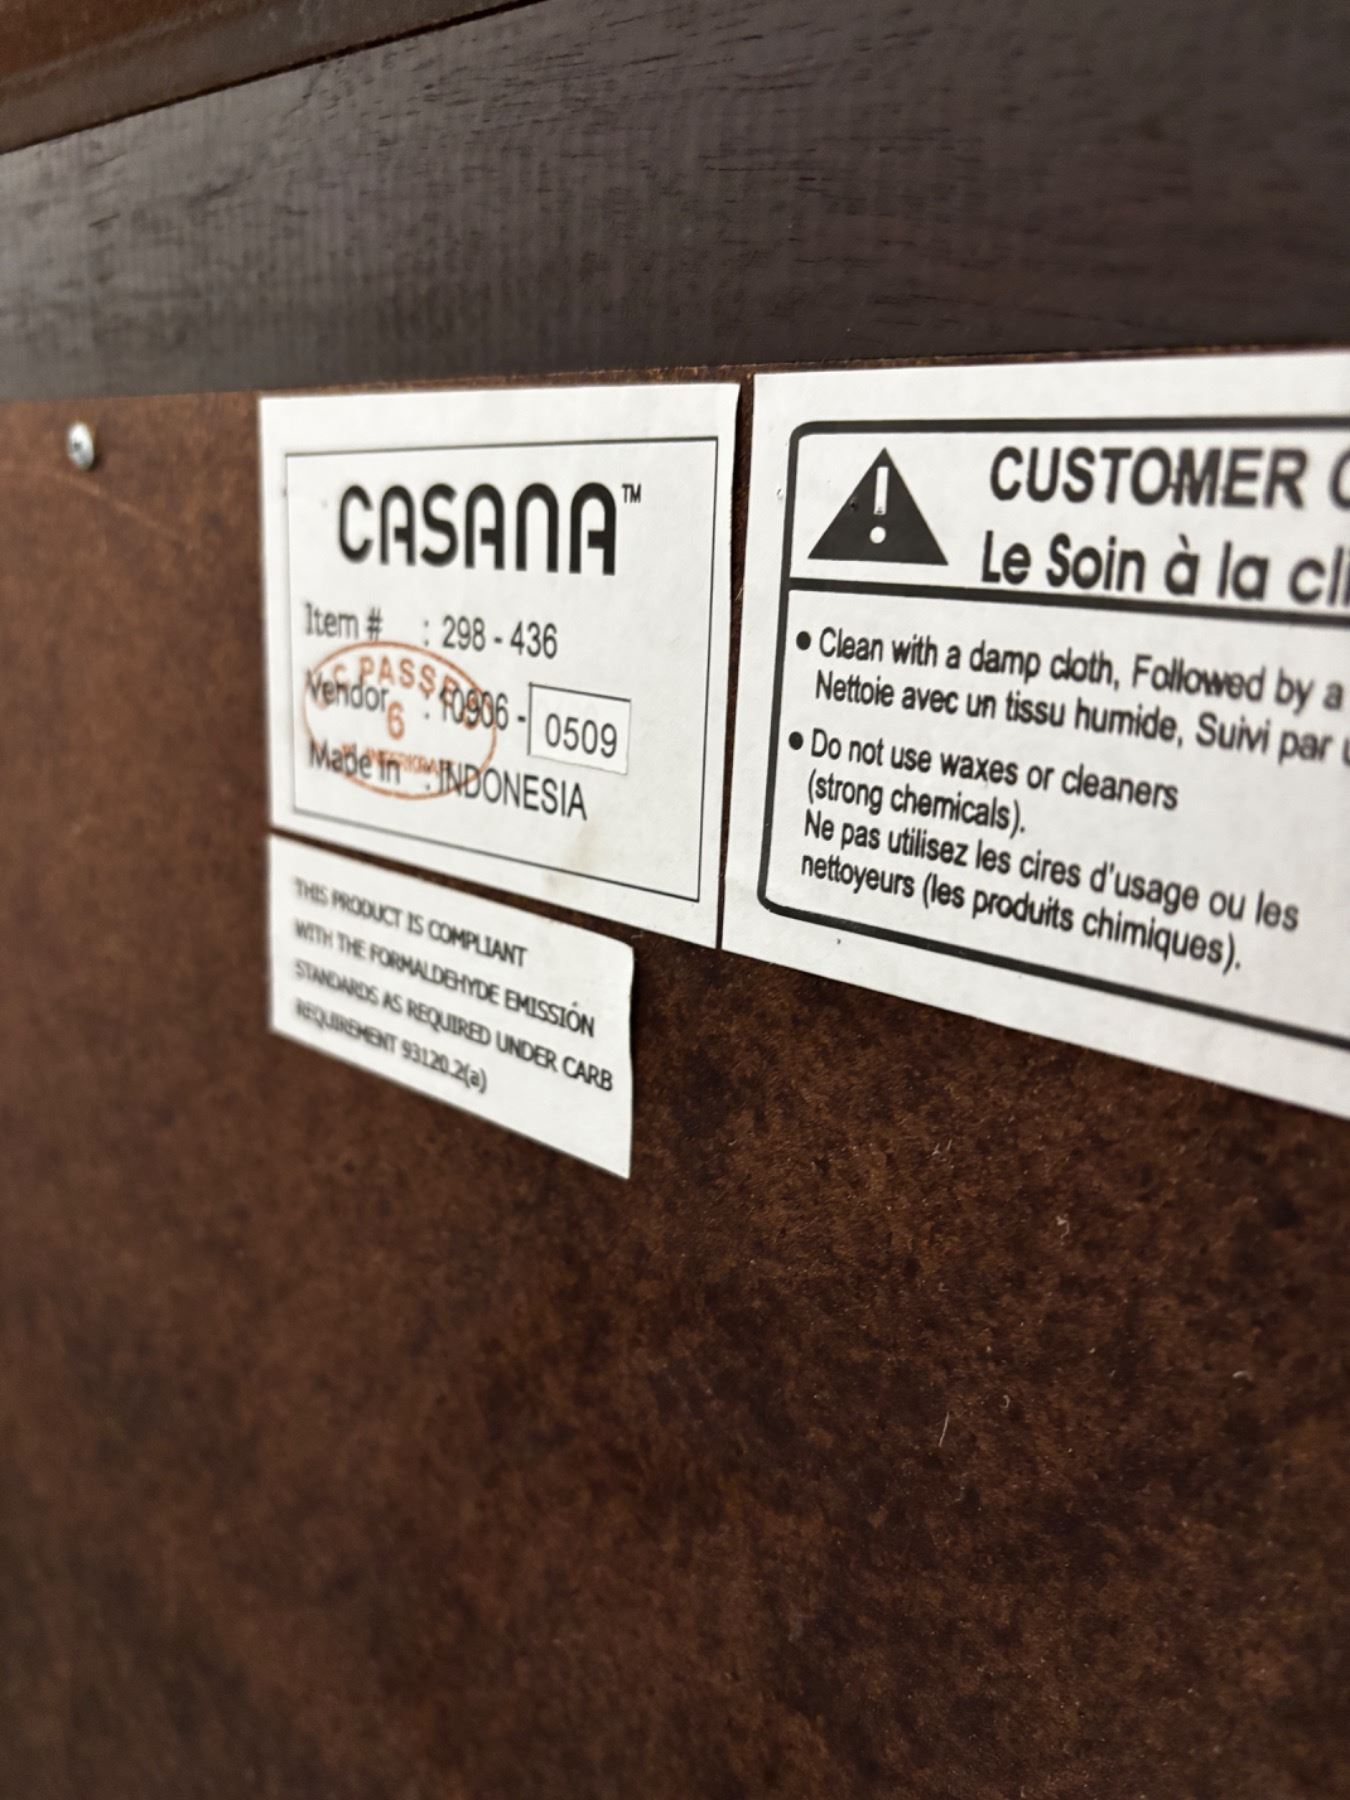 CASANA™
Item # : 298 - 436
Vendor : 10906 - 0509
Made in : INDONESIA
PASSE
6
THIS PRODUCT IS COMPLIANT
WITH THE FORMALDEHYDE EMISSIÓN
STANDARDS AS REQUIRED UNDER CARB
REQUIREMENT 93120.2(a)
CUSTOMER
Le Soin à la
• Clean with a damp cloth, Followed by a
Nettoie avec un tissu humide, Suivi par
• Do not use waxes or cleaners
(strong chemicals).
Ne pas utilisez les cires d'usage ou les
nettoyeurs (les produits chimiques).